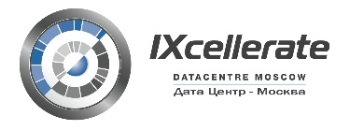 IXcellerate
DATACENTRE MOSCOW
Дата Центр - Москва